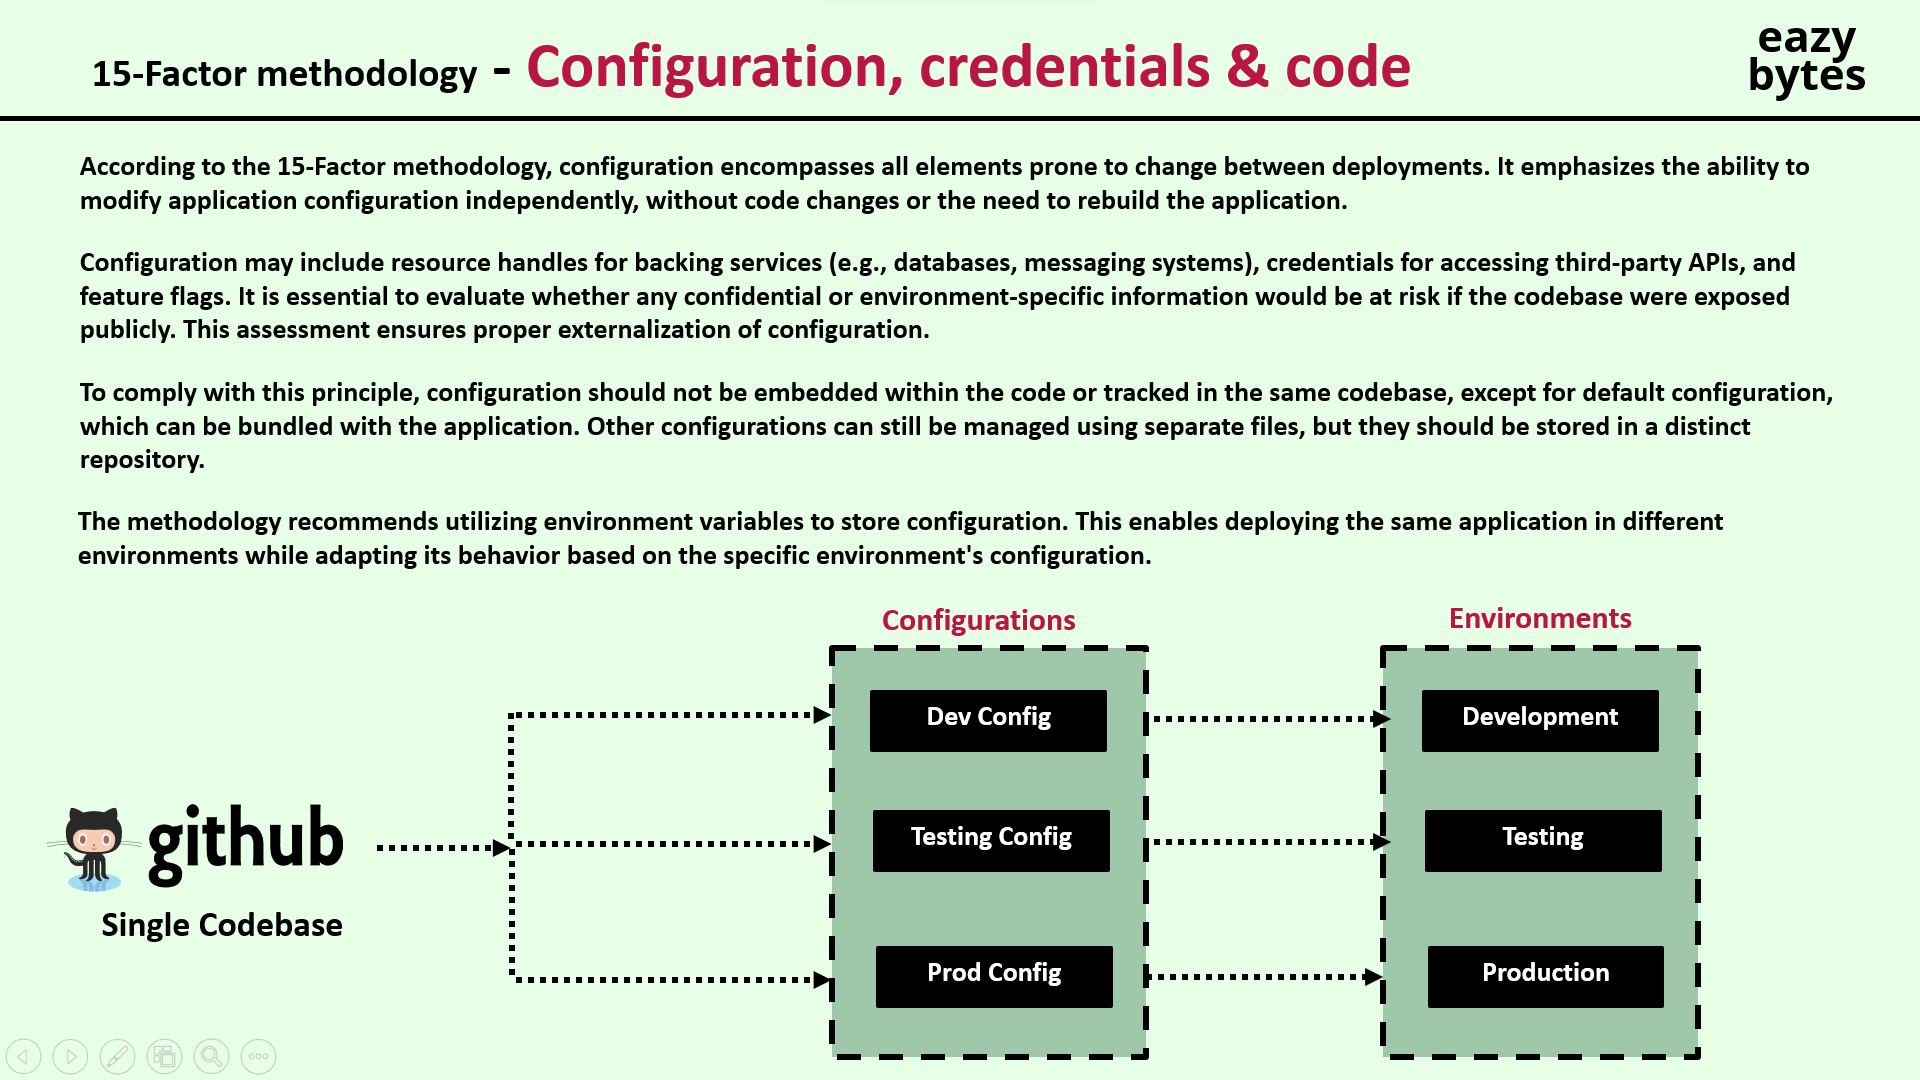 15-Factor methodology - Configuration, credentials & code
eazy
bytes
According to the 15-Factor methodology, configuration encompasses all elements prone to change between deployments. It emphasizes the ability to
modify application configuration independently, without code changes or the need to rebuild the application.
Configuration may include resource handles for backing services (e.g., databases, messaging systems), credentials for accessing third-party APIs, and
feature flags. It is essential to evaluate whether any confidential or environment-specific information would be at risk if the codebase were exposed
publicly. This assessment ensures proper externalization of configuration.
To comply with this principle, configuration should not be embedded within the code or tracked in the same codebase, except for default configuration,
which can be bundled with the application. Other configurations can still be managed using separate files, but they should be stored in a distinct
repository.
The methodology recommends utilizing environment variables to store configuration. This enables deploying the same application in different
environments while adapting its behavior based on the specific environment's configuration.
Configurations
Environments
Dev Config
Development
Testing Config
Testing
github
Single Codebase
Prod Config
Production